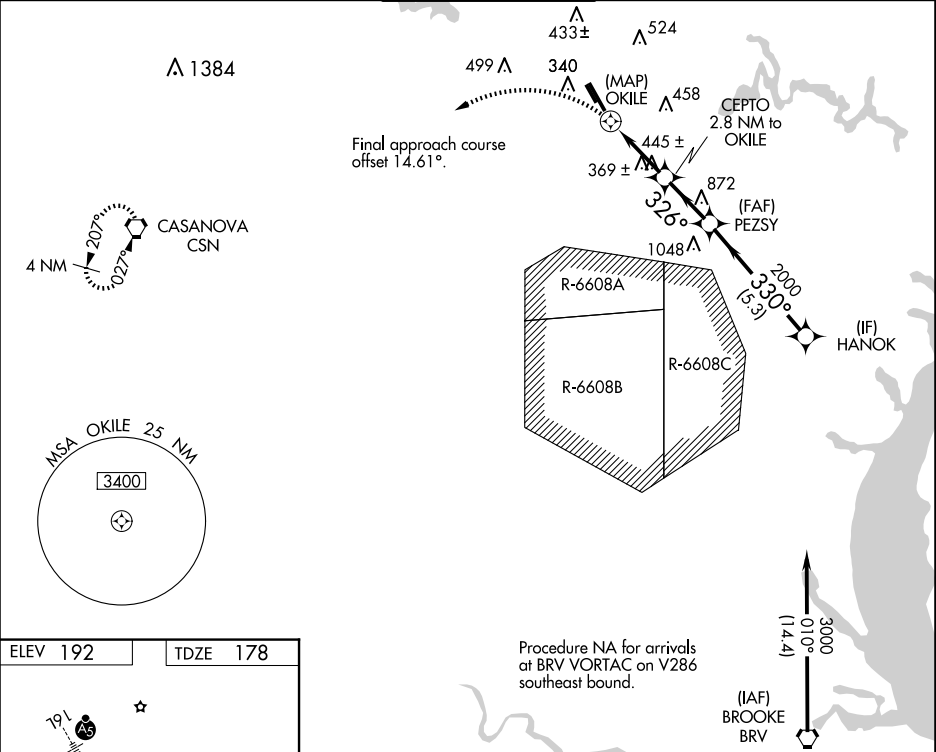 433±
524
1384
499
340
(MAP)
OKILE
458
CEPTO
2.8 NM to
OKILE
Final approach course
offset 14.61°.
445 ±
369 ±
872
326°
(FAF)
PEZSY
1048
207°
027°
4 NM
CASANOVA
CSN
2000
330°
(5.3)
(IF)
HANOK
R-6608A
R-6608B
R-6608C
MSA OKILE 25 NM
3400
3000
010°
(14.4)
ELEV 192
TDZE 178
Procedure NA for arrivals
at BRV VORTAC on V286
southeast bound.
(IAF)
BROOKE
BRV
16L
A5